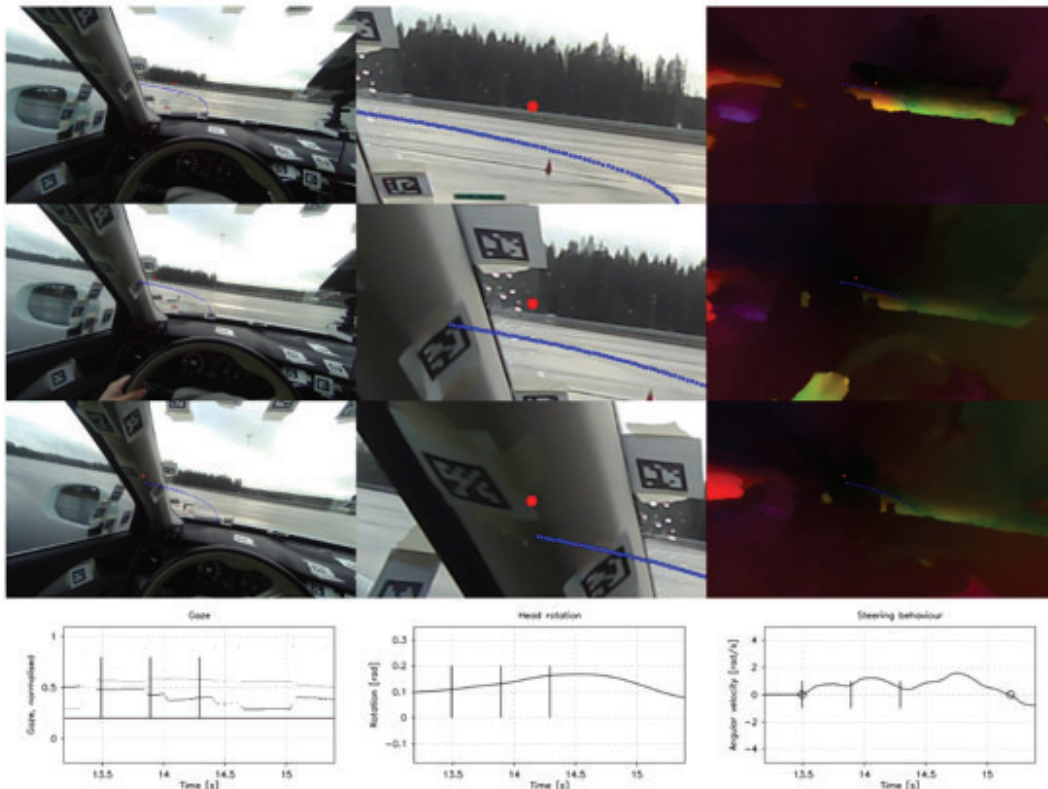 Gaze
Gaze, normalised
1
0.5
0
13.5
14
14.5
15
Time [s]
Head rotation
Rotation [rad]
0.3
0.2
0.1
0
−0.1
13.5
14
14.5
15
Time [s]
Steering behaviour
Angular velocity [rad/s]
4
2
0
−2
−4
13.5
14
14.5
15
Time [s]